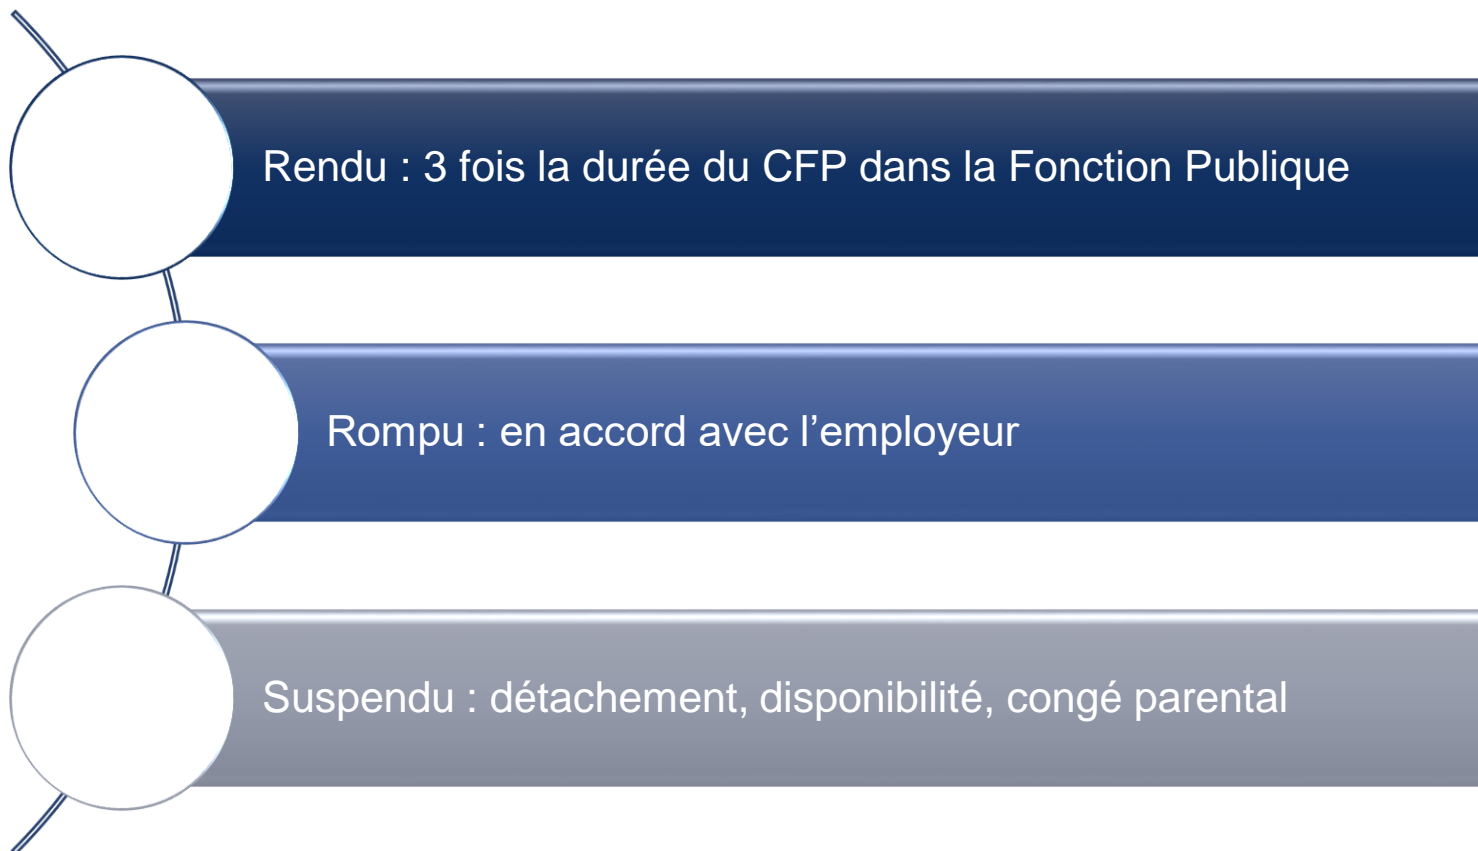 Rendu : 3 fois la durée du CFP dans la Fonction Publique
Rompu : en accord avec l’employeur
Suspendu : détachement, disponibilité, congé parental